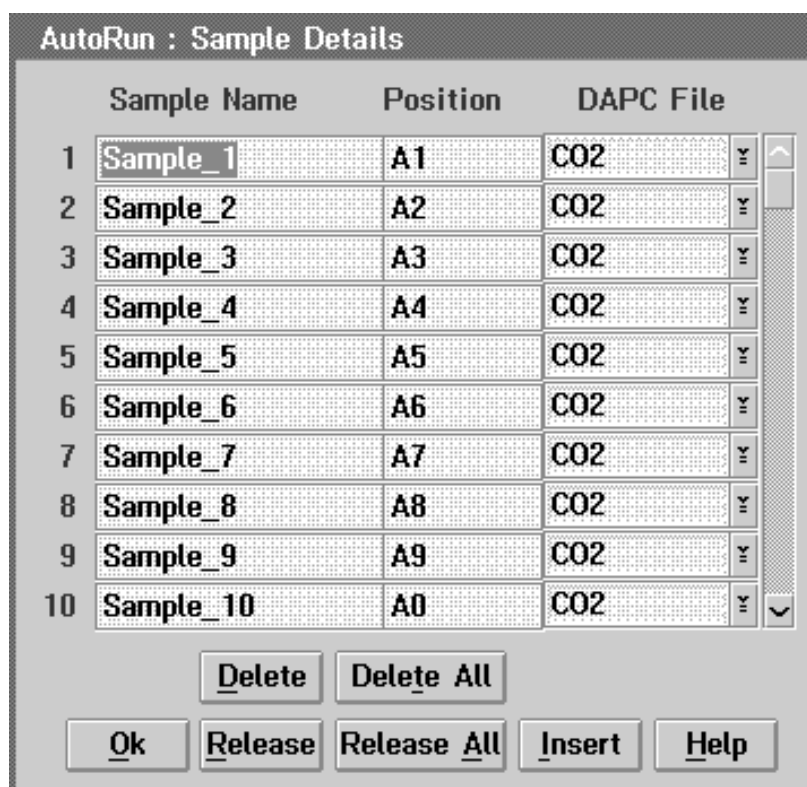 AutoRun : Sample Details
Sample Name Position DAPC File
1 Sample_1 A1 CO2
2 Sample_2 A2 CO2
3 Sample_3 A3 CO2
4 Sample_4 A4 CO2
5 Sample_5 A5 CO2
6 Sample_6 A6 CO2
7 Sample_7 A7 CO2
8 Sample_8 A8 CO2
9 Sample_9 A9 CO2
10 Sample_10 A0 CO2
Delete Delete All
Ok Release Release All Insert Help